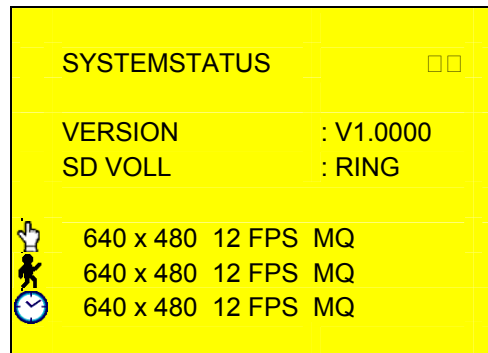 SYSTEMSTATUS
VERSION : V1.0000
SD VOLL : RING
640 x 480 12 FPS MQ
640 x 480 12 FPS MQ
640 x 480 12 FPS MQ